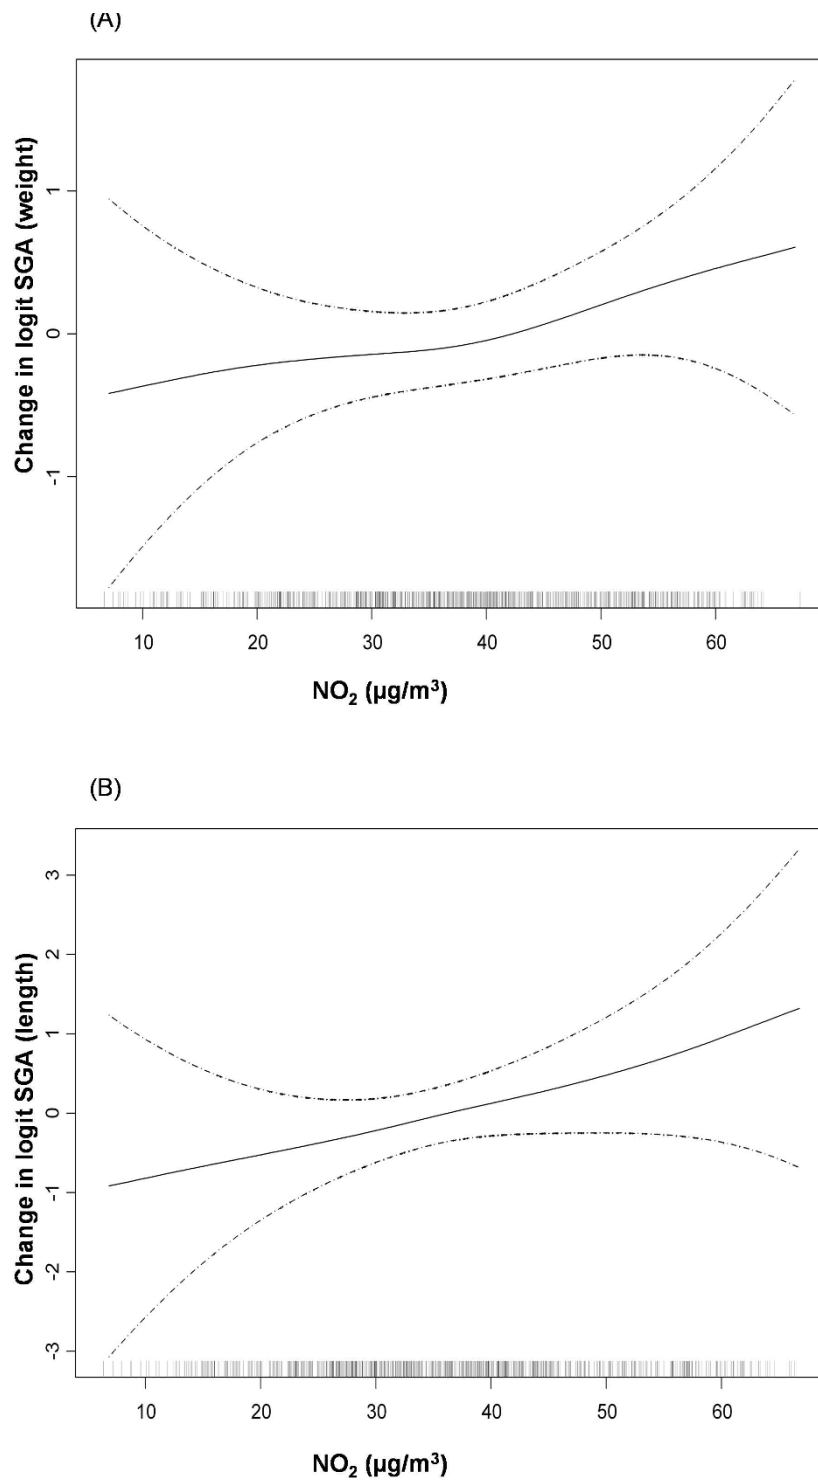 (A)
Change in logit SGA (weight)
1
0
-1
10 20 30 40 50 60
NO₂ (µg/m³)
(B)
Change in logit SGA (length)
3
2
1
0
-1
-2
-3
10 20 30 40 50 60
NO₂ (µg/m³)